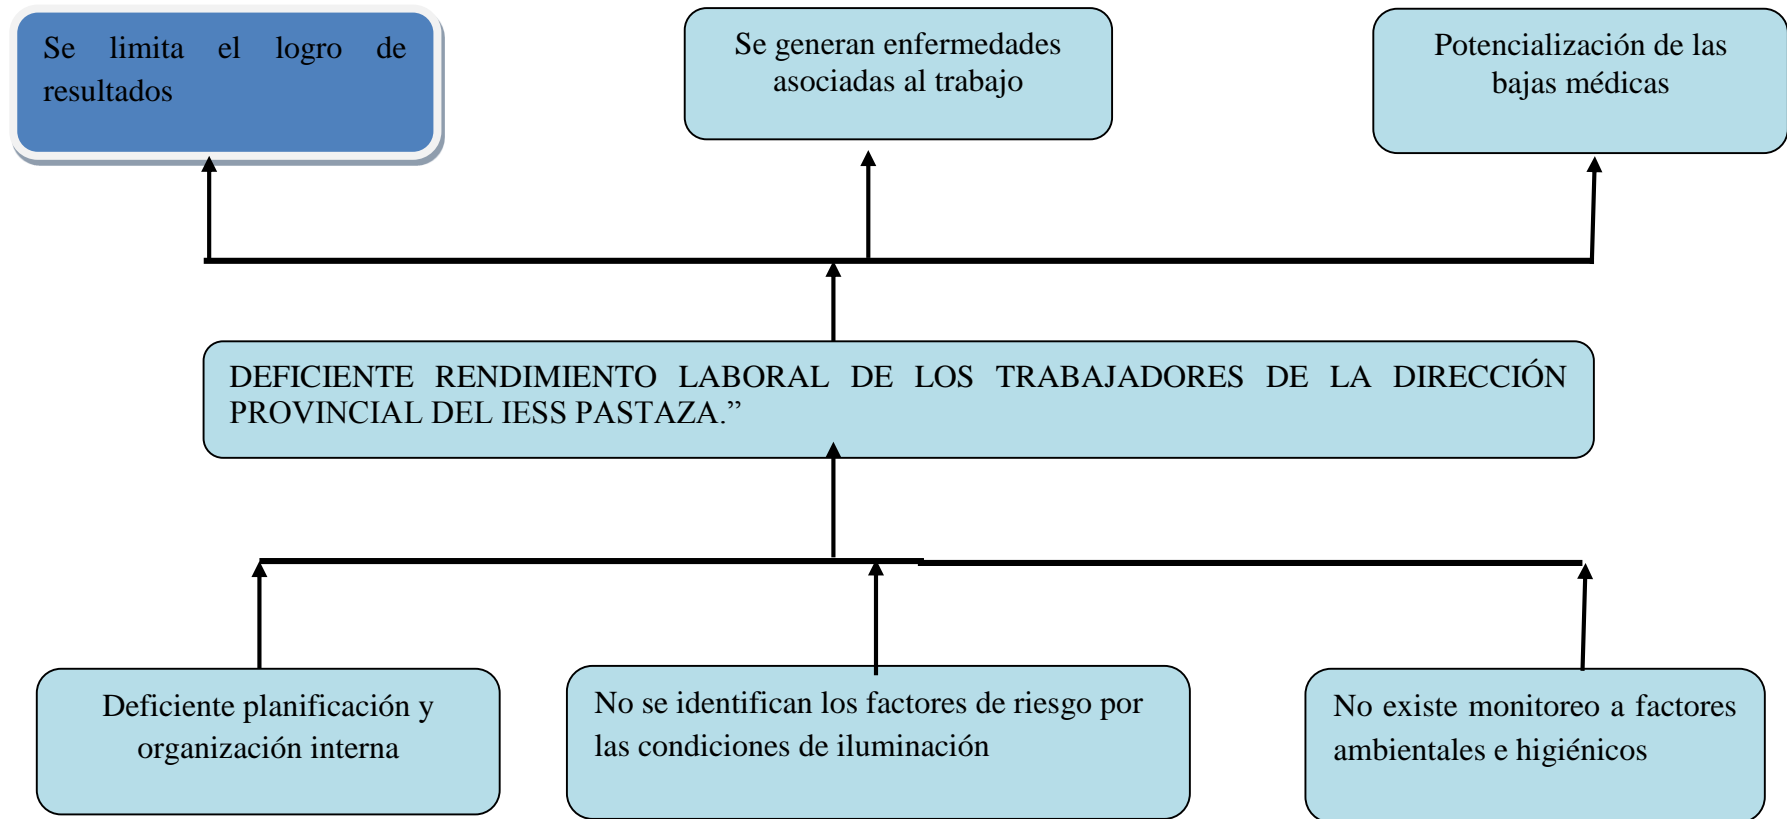 Se limita el logro de
resultados
Se generan enfermedades
asociadas al trabajo
Potencialización de las
bajas médicas
DEFICIENTE RENDIMIENTO LABORAL DE LOS TRABAJADORES DE LA DIRECCIÓN
PROVINCIAL DEL IESS PASTAZA.”
Deficiente planificación y
organización interna
No se identifican los factores de riesgo por
las condiciones de iluminación
No existe monitoreo a factores
ambientales e higiénicos